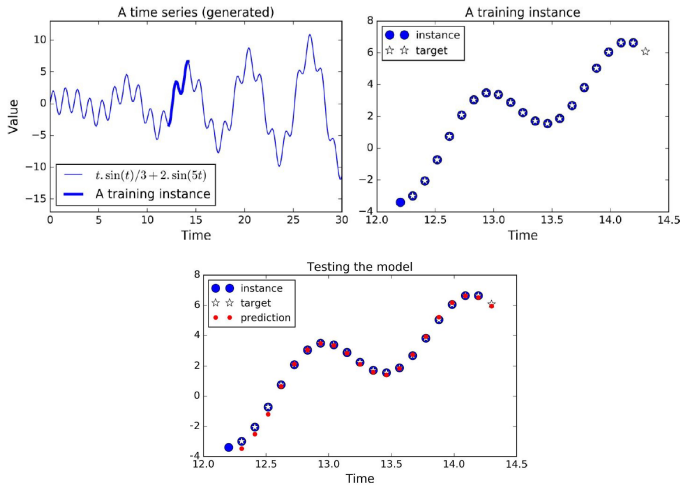 A time series (generated)
10
5
0
-5
-10
-15
Value
t.sin(t)/3 + 2.sin(5t)
A training instance
0 5 10 15 20 25 30
Time
A training instance
8
6
4
2
0
-2
-4
instance
target
12.0 12.5 13.0 13.5 14.0 14.5
Time
Testing the model
8
6
4
2
0
-2
-4
instance
target
prediction
12.0 12.5 13.0 13.5 14.0 14.5
Time